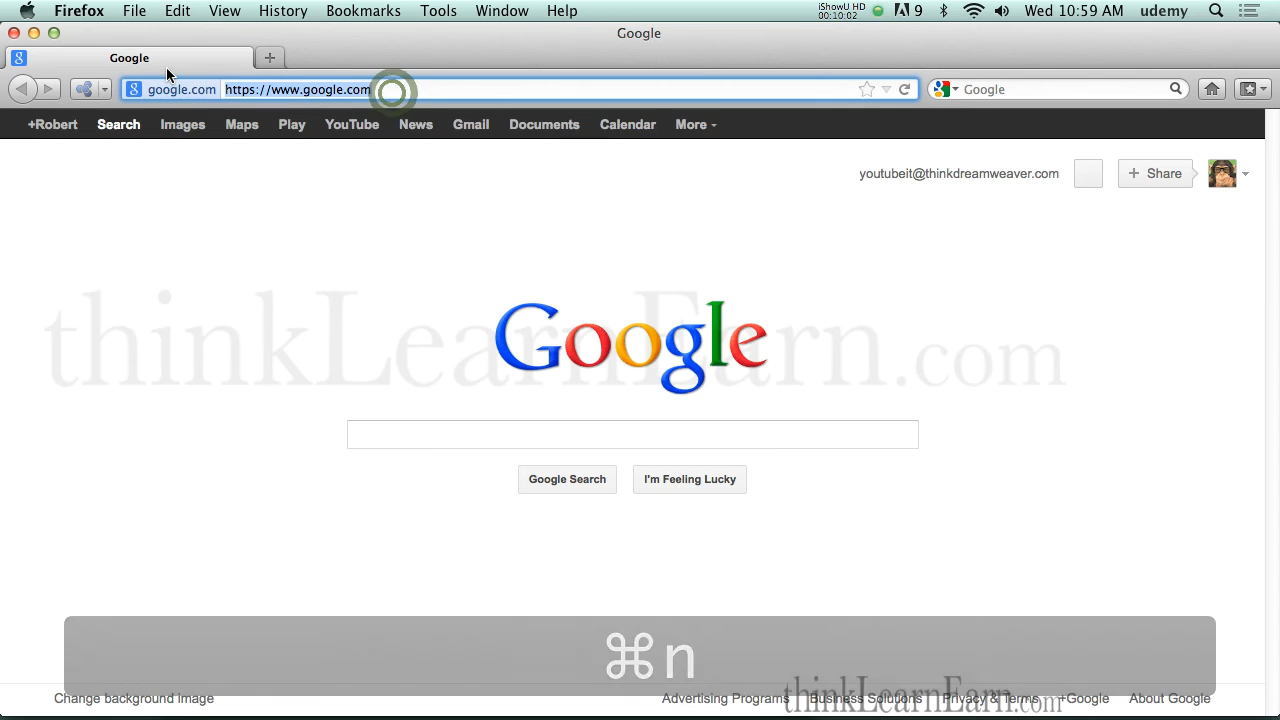 Firefox File Edit View History Bookmarks Tools Window Help iShowU HD 00:10:02 9 Wed 10:59 AM udemy
Google
Google
google.com https://www.google.com Google
+Robert Search Images Maps Play YouTube News Gmail Documents Calendar More
youtubeit@thinkdreamweaver.com + Share
thinkLearnEarn.com
Google
Google Search I'm Feeling Lucky
⌘n
Change background image Advertising Programs Business Solutions Privacy & Terms +Google About Google
thinkLearnEarn.com